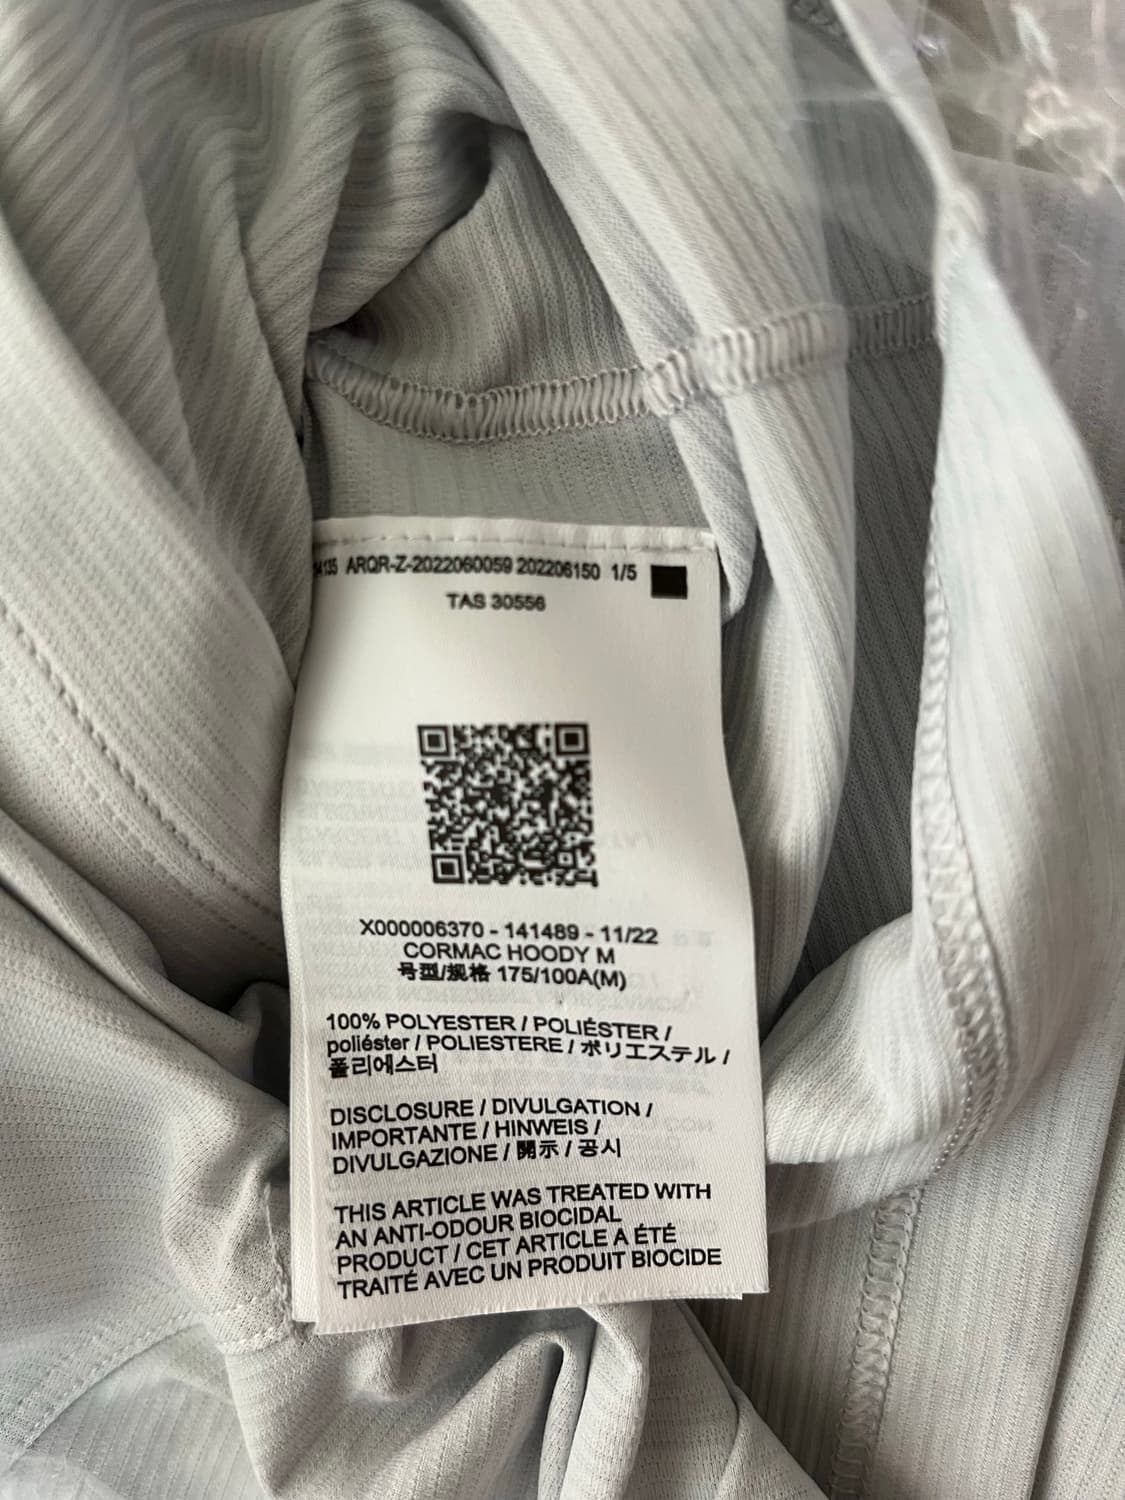 ARQR-Z-2022060059 202206150 1/5
TAS 30556
X000006370 - 141489 - 11/22
CORMAC HOODY M
号型/规格 175/100A(M)
100% POLYESTER / POLIÉSTER /
poliéster / POLIESTERE / ポリエステル /
폴리에스터
DISCLOSURE / DIVULGATION /
IMPORTANTE / HINWEIS /
DIVULGAZIONE / 開示 / 공시
THIS ARTICLE WAS TREATED WITH
AN ANTI-ODOUR BIOCIDAL
PRODUCT / CET ARTICLE A ÉTÉ
TRAITÉ AVEC UN PRODUIT BIOCIDE